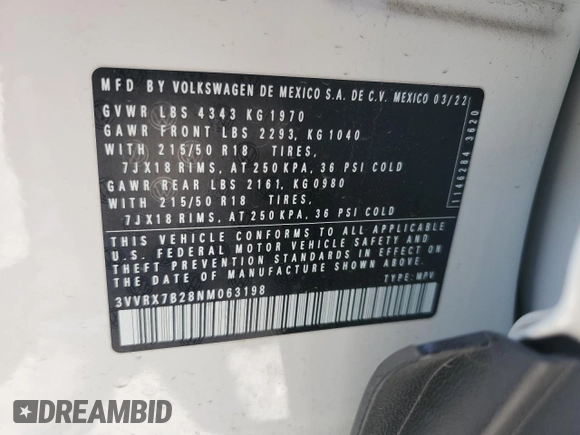 MFD BY VOLKSWAGEN DE MEXICO S.A. DE C.V. MEXICO 03/22
GVWR LBS 4343 KG 1970
GAWR FRONT LBS 2293, KG 1040
WITH 215/50 R18 TIRES,
7JX18 RIMS, AT 250 KPA, 36 PSI COLD
GAWR REAR LBS 2161, KG 0980
WITH 215/50 R18 TIRES,
7JX18 RIMS, AT 250 KPA, 36 PSI COLD
THIS VEHICLE CONFORMS TO ALL APPLICABLE
U.S. FEDERAL MOTOR VEHICLE SAFETY AND
THEFT PREVENTION STANDARDS IN EFFECT ON
THE DATE OF MANUFACTURE SHOWN ABOVE.
3VVRX7B28NM063198 TYPE: MPV
1146284 3620
DREAMBID